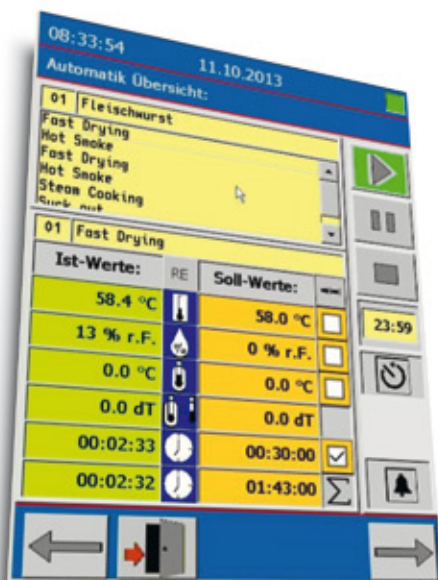 08:33:54
11.10.2013
Automatik Übersicht:
01 Fleischwurst
Fast Drying
Hot Smoke
Fast Drying
Hot Smoke
Steam Cooking
Suck out
01 Fast Drying
Ist-Werte: RE Soll-Werte:
58.4 °C 58.0 °C
13 % r.F. 0 % r.F.
0.0 °C 0.0 °C
0.0 dT 0.0 dT
00:02:33 00:30:00
00:02:32 01:43:00 Σ
23:59